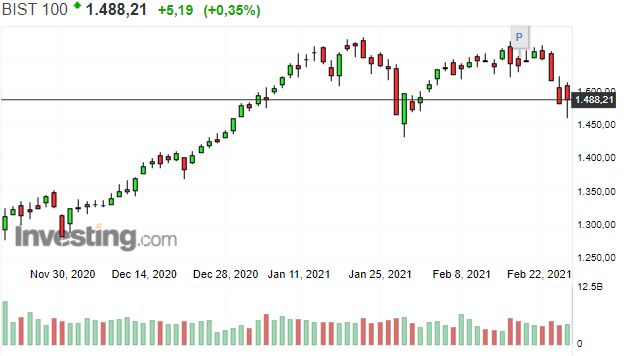 BIST 100 1.488,21 +5,19 (+0,35%)
P
1.500,00
1.488,21
1.450,00
1.400,00
1.350,00
1.300,00
1.250,00
Investing.com
Nov 30, 2020 Dec 14, 2020 Dec 28, 2020 Jan 11, 2021 Jan 25, 2021 Feb 8, 2021 Feb 22, 2021
12.5B
0